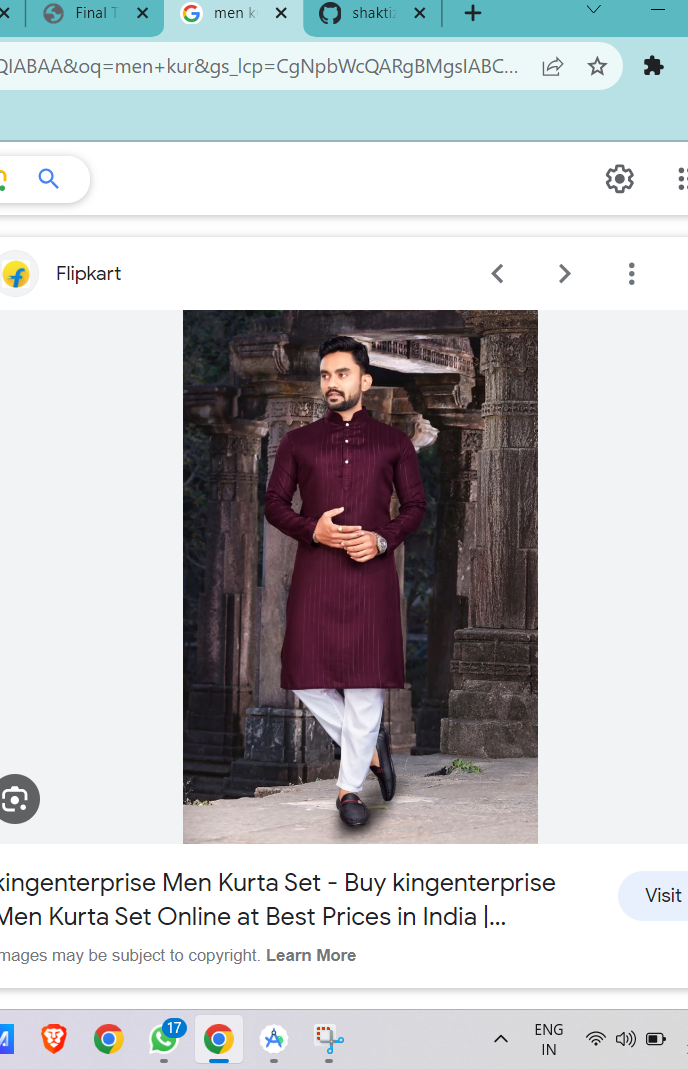 Final T
men k
shaktiz
QIABAA&oq=men+kur&gs_lcp=CgNpbWcQARgBMgsIABC...
Flipkart
kingenterprise Men Kurta Set - Buy kingenterprise
Men Kurta Set Online at Best Prices in India |...
Visit
mages may be subject to copyright. Learn More
17
ENG
IN